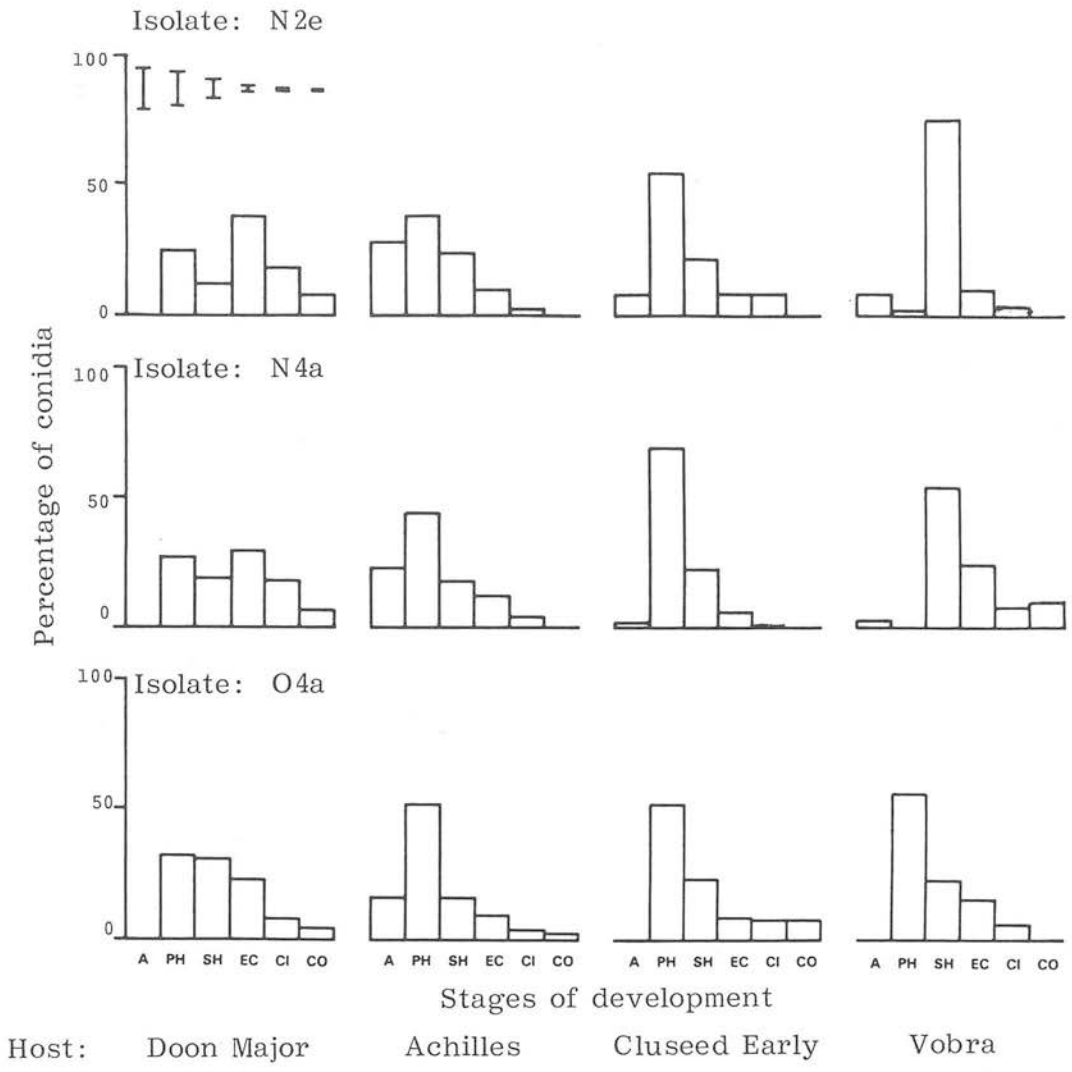 Isolate: N2e
100
50
0
Isolate: N4a
100
50
0
Percentage of conidia
Isolate: O4a
100
50
0
A PH SH EC CI CO A PH SH EC CI CO A PH SH EC CI CO A PH SH EC CI CO
Stages of development
Host: Doon Major Achilles Cluseed Early Vobra